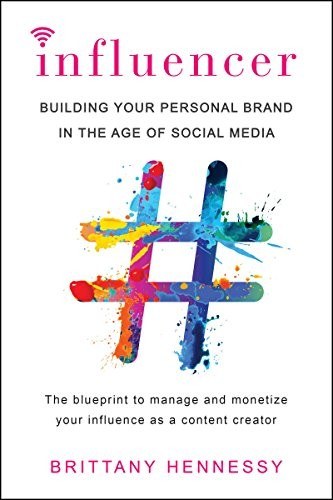 influencer
BUILDING YOUR PERSONAL BRAND
IN THE AGE OF SOCIAL MEDIA
#
The blueprint to manage and monetize
your influence as a content creator
BRITTANY HENNESSY